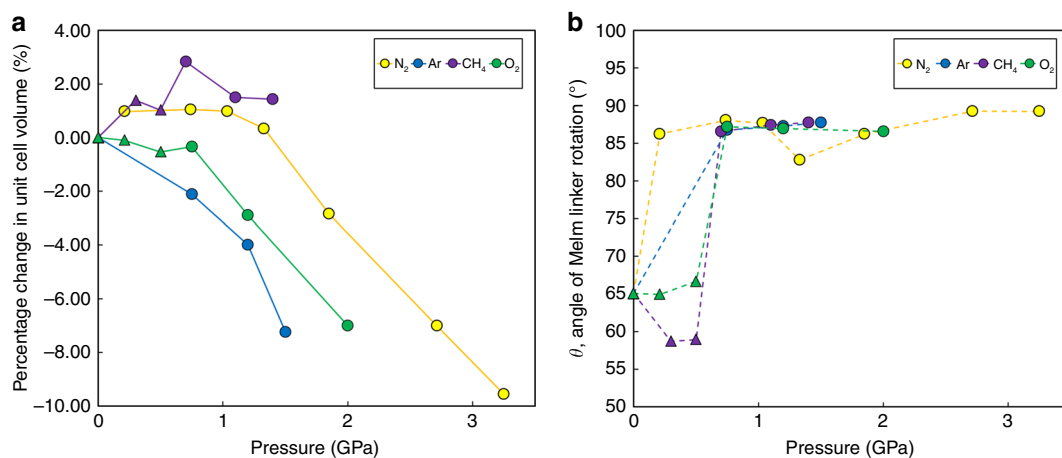 a
Percentage change in unit cell volume (%)
4.00
2.00
0.00
−2.00
−4.00
−6.00
−8.00
−10.00
N₂ Ar CH₄ O₂
0 1 2 3
Pressure (GPa)
b
θ, angle of MeIm linker rotation (°)
100
95
90
85
80
75
70
65
60
55
50
N₂ Ar CH₄ O₂
0 1 2 3
Pressure (GPa)